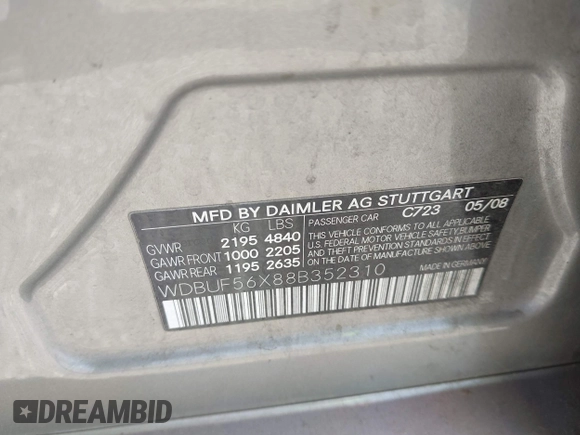 MFD BY DAIMLER AG STUTTGART
KG LBS PASSENGER CAR C723 05/08
GVWR 2195 4840
GAWR FRONT 1000 2205
GAWR REAR 1195 2635
THIS VEHICLE CONFORMS TO ALL APPLICABLE
U.S. FEDERAL MOTOR VEHICLE SAFETY, BUMPER
AND THEFT PREVENTION STANDARDS IN EFFECT
ON THE DATE OF MANUFACTURE SHOWN ABOVE.
WDBUF56X88B352310
MADE IN GERMANY
DREAMBID